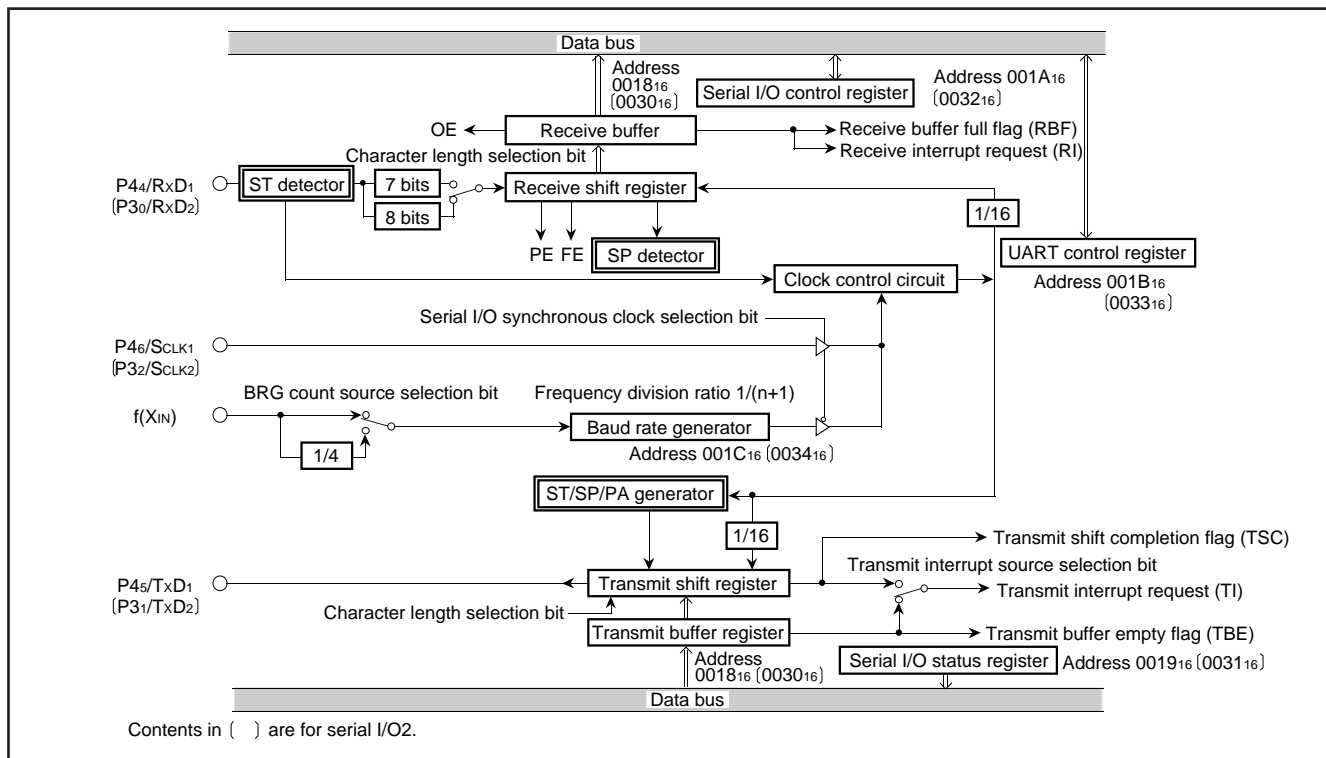 Data bus
Address
001816
〔003016〕
Serial I/O control register
Address 001A16
〔003216〕
OE
Receive buffer
Receive buffer full flag (RBF)
Receive interrupt request (RI)
Character length selection bit
P44/RxD1
〔P30/RxD2〕
ST detector
7 bits
8 bits
Receive shift register
1/16
PE FE
SP detector
UART control register
Address 001B16
〔003316〕
Clock control circuit
Serial I/O synchronous clock selection bit
P46/SCLK1
〔P32/SCLK2〕
BRG count source selection bit
Frequency division ratio 1/(n+1)
f(XIN)
Baud rate generator
1/4
Address 001C16〔003416〕
ST/SP/PA generator
1/16
Transmit shift completion flag (TSC)
Transmit interrupt source selection bit
P45/TxD1
〔P31/TxD2〕
Transmit shift register
Transmit interrupt request (TI)
Character length selection bit
Transmit buffer register
Transmit buffer empty flag (TBE)
Address
001816〔003016〕
Serial I/O status register
Address 001916〔003116〕
Data bus
Contents in 〔 〕 are for serial I/O2.